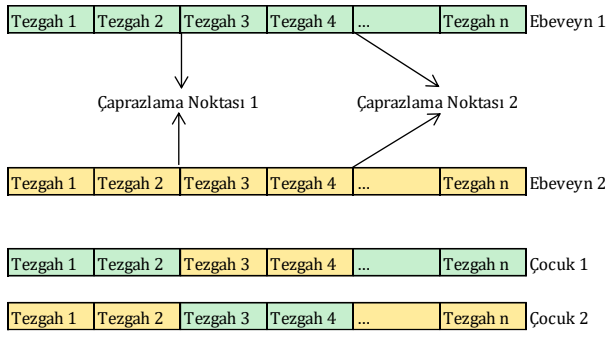 Tezgah 1 Tezgah 2 Tezgah 3 Tezgah 4 ... Tezgah n Ebeveyn 1
Çaprazlama Noktası 1 Çaprazlama Noktası 2
Tezgah 1 Tezgah 2 Tezgah 3 Tezgah 4 ... Tezgah n Ebeveyn 2
Tezgah 1 Tezgah 2 Tezgah 3 Tezgah 4 ... Tezgah n Çocuk 1
Tezgah 1 Tezgah 2 Tezgah 3 Tezgah 4 ... Tezgah n Çocuk 2